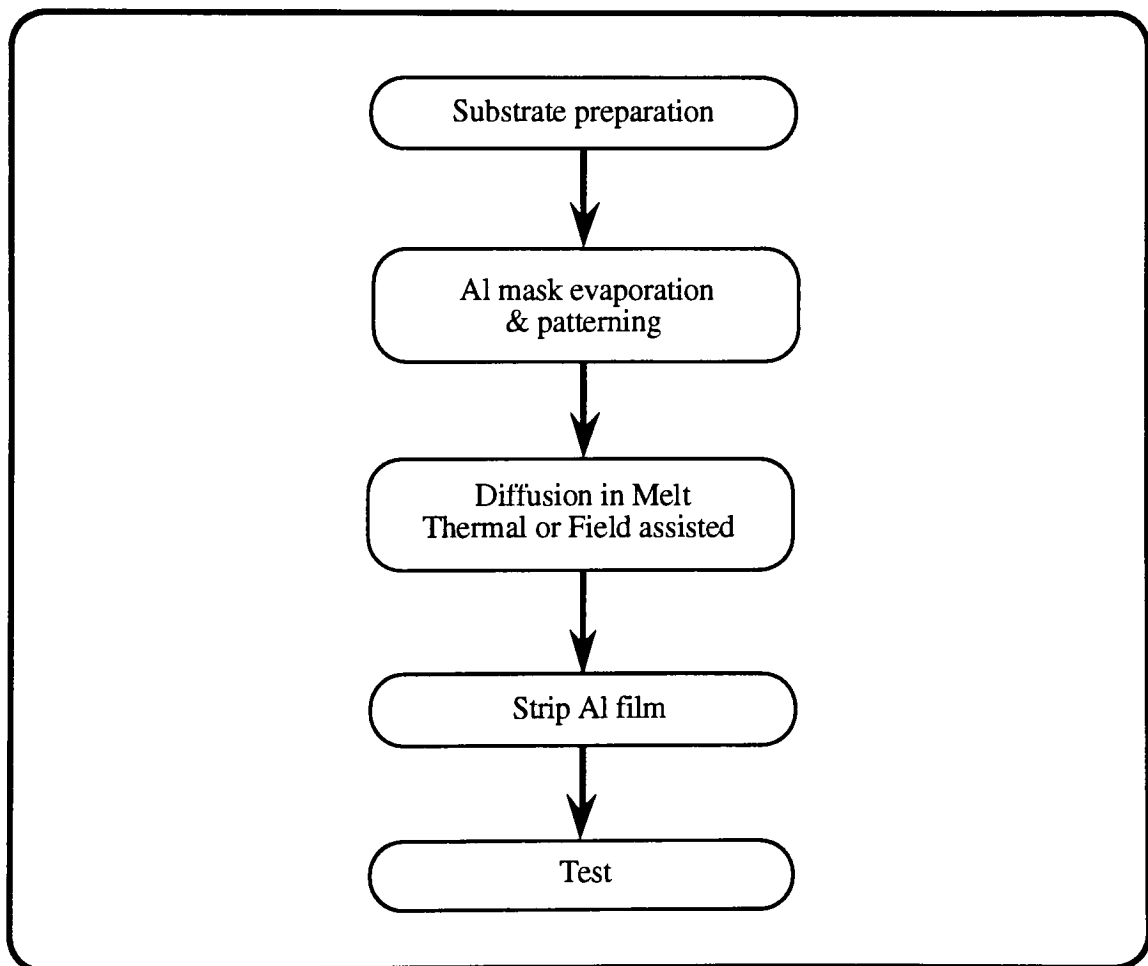 Substrate preparation
Al mask evaporation
& patterning
Diffusion in Melt
Thermal or Field assisted
Strip Al film
Test